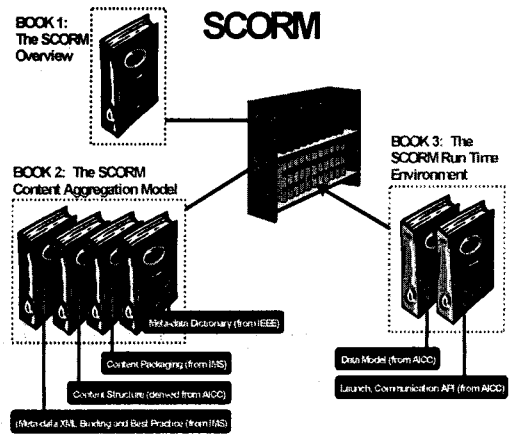 SCORM
BOOK 1:
The SCORM
Overview
BOOK 2: The SCORM
Content Aggregation Model
BOOK 3: The
SCORM Run Time
Environment
Meta-data Dictionary (from IEEE)
Content Packaging (from IMS)
Content Structure (derived from AICC)
(Meta-data XML Binding and Best Practice (from IMS)
Data Model (from AICC)
Launch, Communication API (from AICC)